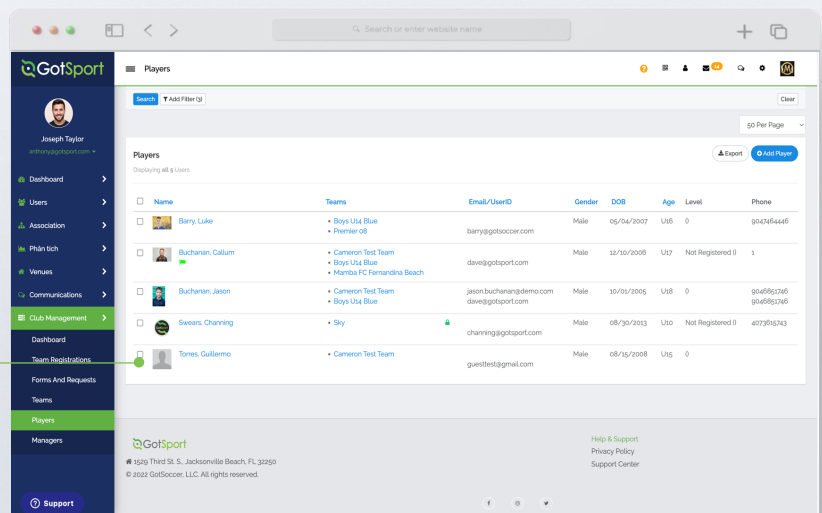 Search or enter website name
GotSport
Players
14
Joseph Taylor
anthony@gotsport.com
Dashboard
Users
Association
Phân tích
Venues
Communications
Club Management
Dashboard
Team Registrations
Forms And Requests
Teams
Players
Managers
Support
Search
Add Filter (3)
Clear
50 Per Page
Players
Displaying all 5 Users
Export
Add Player
Name Teams Email/UserID Gender DOB Age Level Phone
Barry, Luke • Boys U14 Blue Male 05/04/2007 U16 0 9047464446
• Premier 08 barry@gotsoccer.com
Buchanan, Callum • Cameron Test Team Male 12/10/2006 U17 Not Registered () 1
• Boys U14 Blue dave@gotsport.com
• Mamba FC Fernandina Beach
Buchanan, Jason • Cameron Test Team jason.buchanan@demo.com Male 10/01/2005 U18 0 9046851746
• Boys U14 Blue dave@gotsport.com 9046851746
Swears, Channing • Sky Male 08/30/2013 U10 Not Registered () 4073615743
channing@gotsport.com
Torres, Guillermo • Cameron Test Team Male 08/15/2008 U15 0
guesttest@gmail.com
GotSport
1529 Third St. S., Jacksonville Beach, FL 32250
© 2022 GotSoccer, LLC. All rights reserved.
Help & Support
Privacy Policy
Support Center